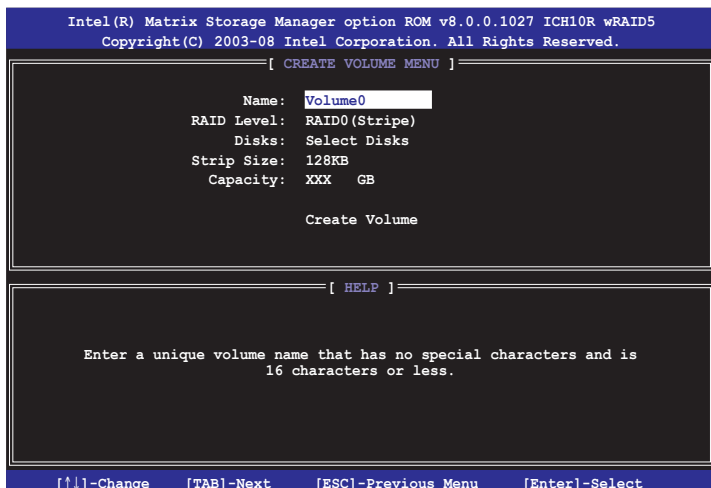 Intel(R) Matrix Storage Manager option ROM v8.0.0.1027 ICH10R wRAID5
Copyright(C) 2003-08 Intel Corporation. All Rights Reserved.
[ CREATE VOLUME MENU ]
Name: Volume0
RAID Level: RAID0(Stripe)
Disks: Select Disks
Strip Size: 128KB
Capacity: XXX GB
Create Volume
[ HELP ]
Enter a unique volume name that has no special characters and is
16 characters or less.
[↑↓]-Change [TAB]-Next [ESC]-Previous Menu [Enter]-Select